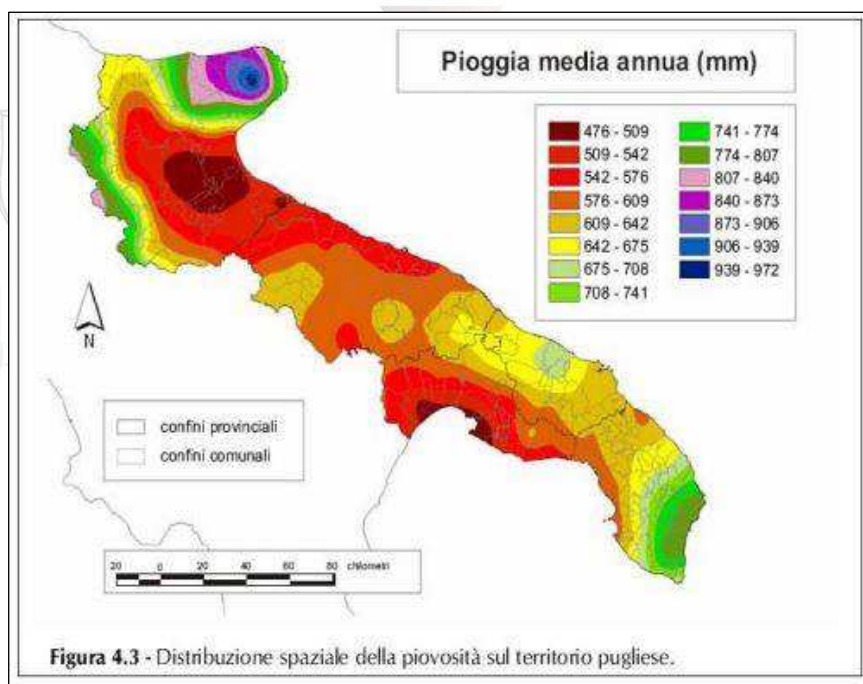 Pioggia media annua (mm)
476 - 509
509 - 542
542 - 576
576 - 609
609 - 642
642 - 675
675 - 708
708 - 741
741 - 774
774 - 807
807 - 840
840 - 873
873 - 906
906 - 939
939 - 972
N
confini provinciali
confini comunali
20 0 20 40 60 80 chilometri
Figura 4.3 - Distribuzione spaziale della piovosità sul territorio pugliese.